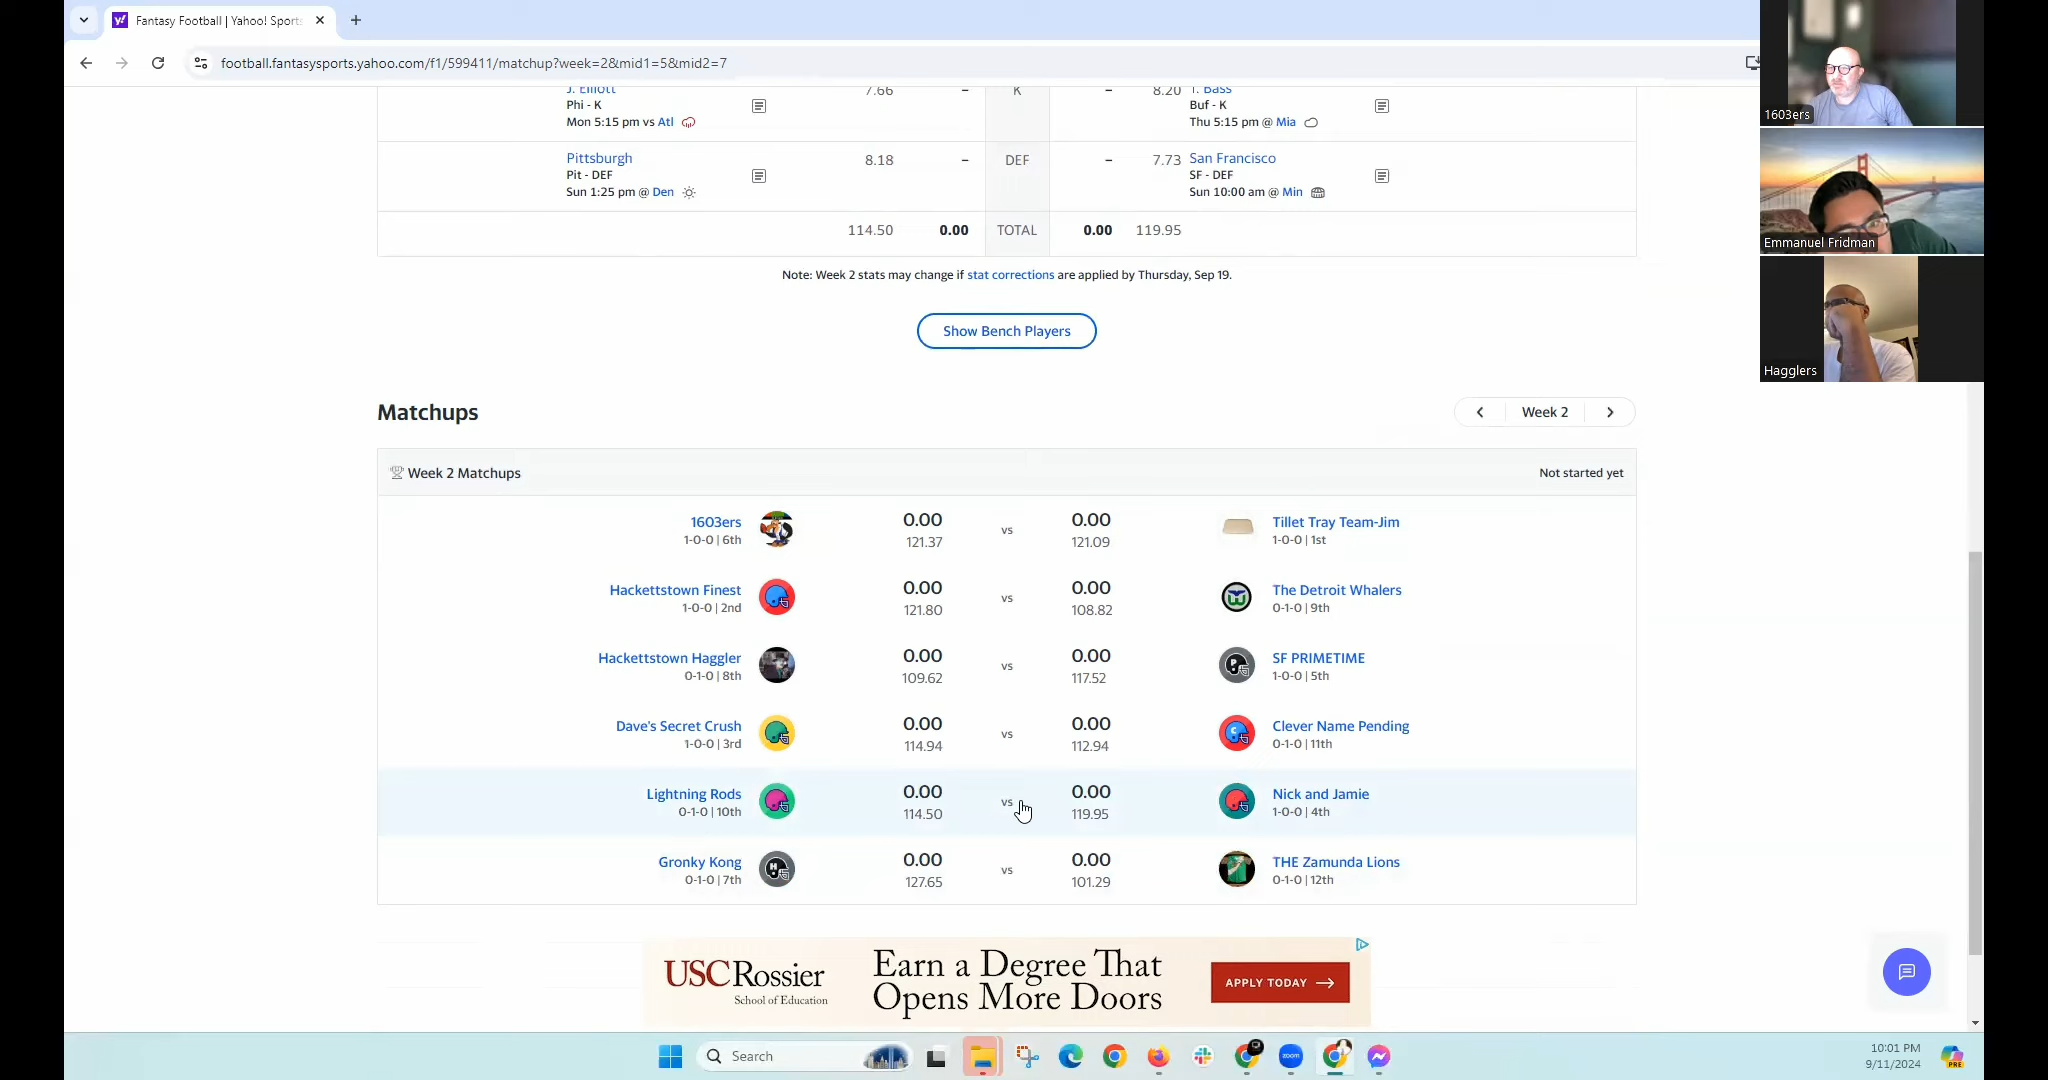 Fantasy Football | Yahoo! Sports
football.fantasysports.yahoo.com/f1/599411/matchup?week=2&mid1=5&mid2=7
1603ers
Emmanuel Fridman
Hagglers
J. Elliott 7.66 – K – 8.20 T. Bass
Phi - K Buf - K
Mon 5:15 pm vs Atl Thu 5:15 pm @ Mia
Pittsburgh 8.18 – DEF – 7.73 San Francisco
Pit - DEF SF - DEF
Sun 1:25 pm @ Den Sun 10:00 am @ Min
114.50 0.00 TOTAL 0.00 119.95
Note: Week 2 stats may change if stat corrections are applied by Thursday, Sep 19.
Show Bench Players
Matchups Week 2
Week 2 Matchups Not started yet
1603ers 0.00 vs 0.00 Tillet Tray Team-Jim
1-0-0 | 6th 121.37 121.09 1-0-0 | 1st
Hackettstown Finest 0.00 vs 0.00 The Detroit Whalers
1-0-0 | 2nd 121.80 108.82 0-1-0 | 9th
Hackettstown Haggler 0.00 vs 0.00 SF PRIMETIME
0-1-0 | 8th 109.62 117.52 1-0-0 | 5th
Dave's Secret Crush 0.00 vs 0.00 Clever Name Pending
1-0-0 | 3rd 114.94 112.94 0-1-0 | 11th
Lightning Rods 0.00 vs 0.00 Nick and Jamie
0-1-0 | 10th 114.50 119.95 1-0-0 | 4th
Gronky Kong 0.00 vs 0.00 THE Zamunda Lions
0-1-0 | 7th 127.65 101.29 0-1-0 | 12th
USC Rossier
School of Education
Earn a Degree That
Opens More Doors
APPLY TODAY →
Search
zoom
10:01 PM
9/11/2024
PRE